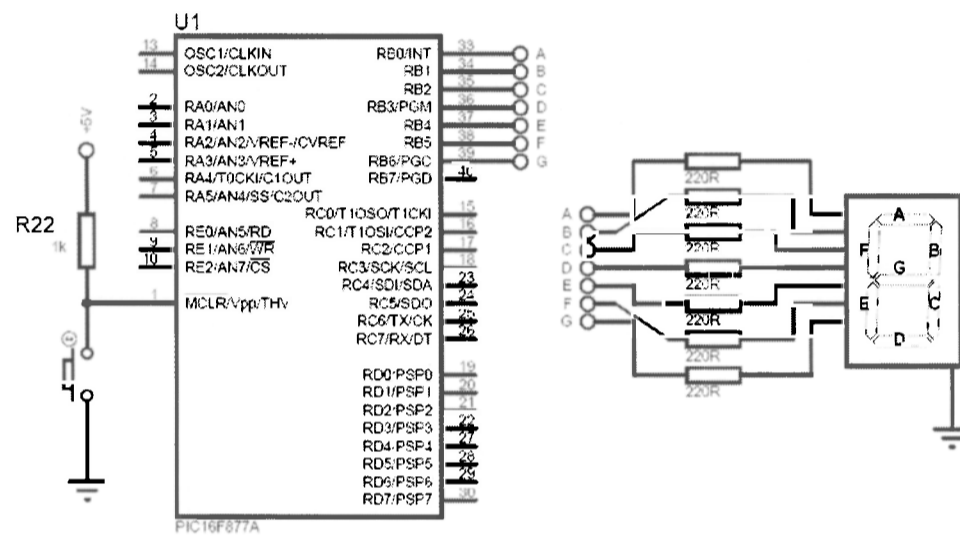 U1
13 OSC1/CLKIN
14 OSC2/CLKOUT
2 RA0/AN0
3 RA1/AN1
4 RA2/AN2/VREF-/CVREF
5 RA3/AN3/VREF+
6 RA4/T0CKI/C1OUT
7 RA5/AN4/SS/C2OUT
8 RE0/AN5/RD
9 RE1/AN6/WR
10 RE2/AN7/CS
1 MCLR/Vpp/THV
RB0/INT 33 A
RB1 34 B
RB2 35 C
RB3/PGM 36 D
RB4 37 E
RB5 38 F
RB6/PGC 39 G
RB7/PGD 40
RC0/T1OSO/T1CKI 15
RC1/T1OSI/CCP2 16
RC2/CCP1 17
RC3/SCK/SCL 18
RC4/SDI/SDA 23
RC5/SDO 24
RC6/TX/CK 25
RC7/RX/DT 26
RD0/PSP0 19
RD1/PSP1 20
RD2/PSP2 21
RD3/PSP3 22
RD4/PSP4 27
RD5/PSP5 28
RD6/PSP6 29
RD7/PSP7 30
PIC16F877A
+5V
R22
1k
A
B
C
D
E
F
G
220R
220R
220R
220R
220R
220R
220R
A
F B
G
E C
D